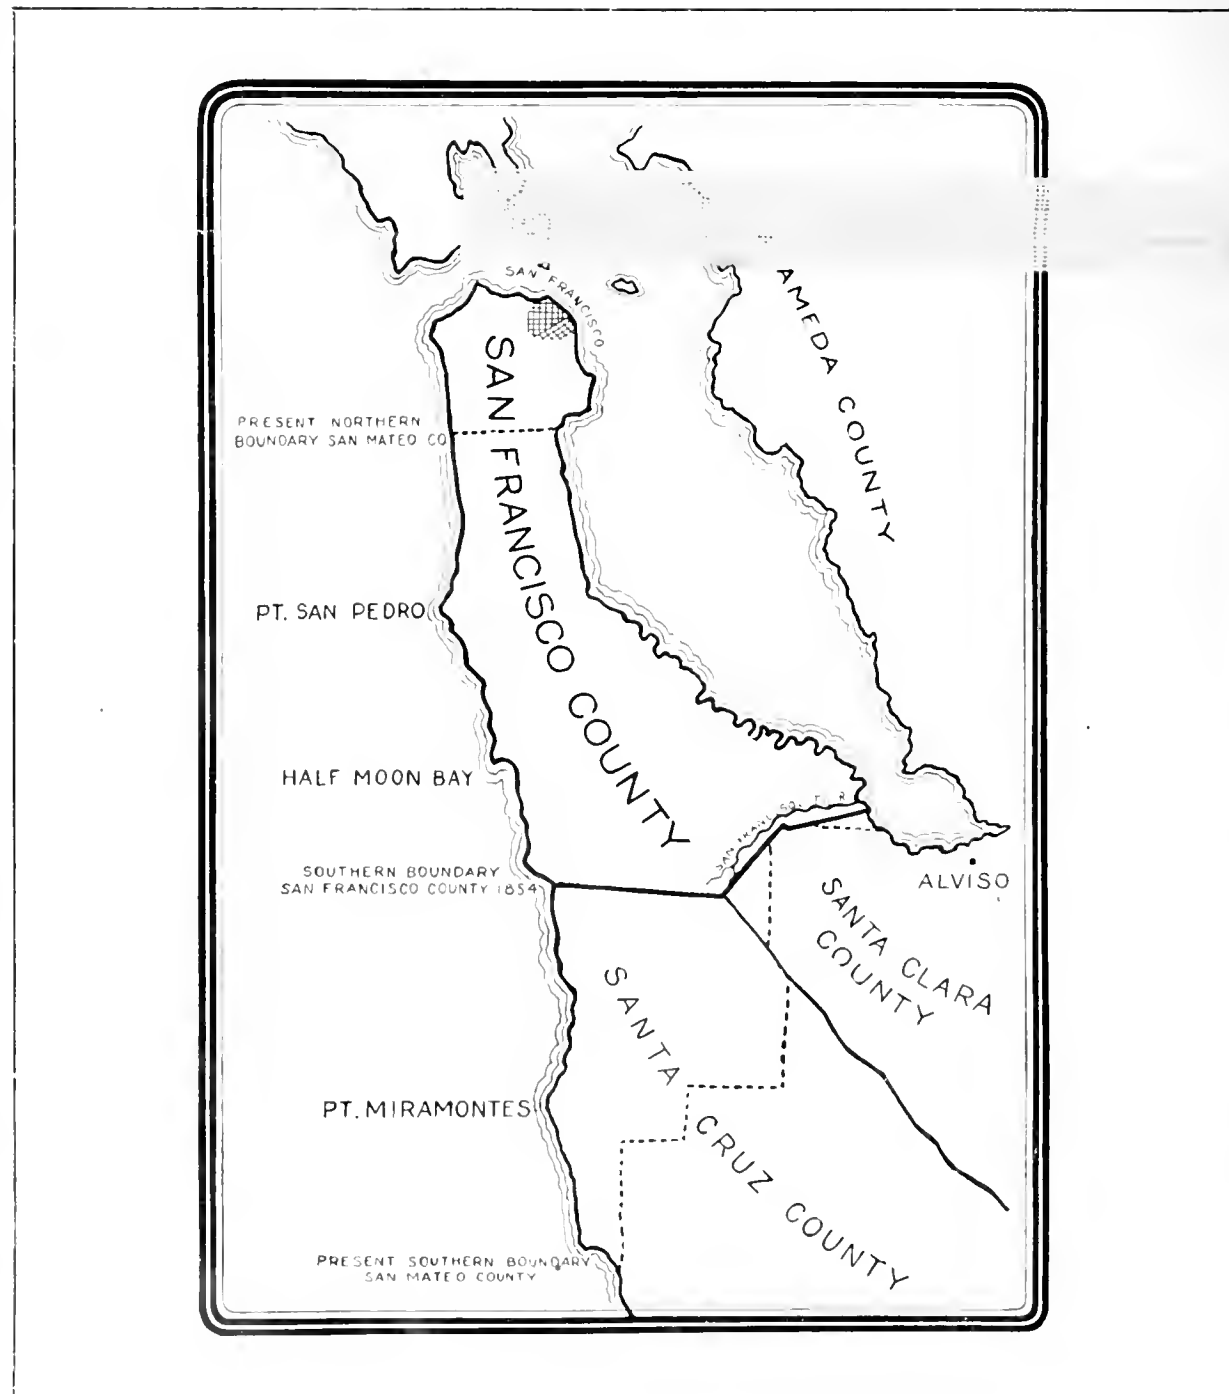 SAN FRANCISCO
AMEDA COUNTY
SAN FRANCISCO COUNTY
PRESENT NORTHERN
BOUNDARY SAN MATEO CO
PT. SAN PEDRO
HALF MOON BAY
SOUTHERN BOUNDARY
SAN FRANCISCO COUNTY 1854
ALVISO
SANTA CLARA
COUNTY
SANTA CRUZ COUNTY
PT. MIRAMONTES
PRESENT SOUTHERN BOUNDARY
SAN MATEO COUNTY